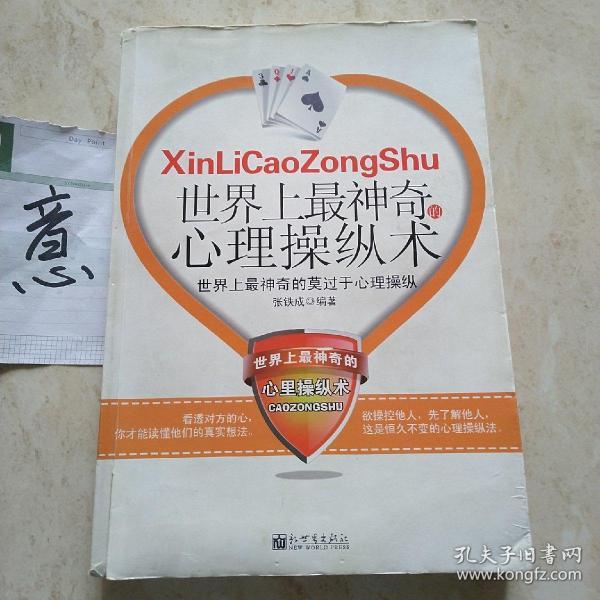 Day Point
意
XinLiCaoZongShu
世界上最神奇的
心理操纵术
世界上最神奇的莫过于心理操纵
张铁成◎编著
世界上最神奇的
心里操纵术
CAOZONGSHU
看透对方的心，
你才能读懂他们的真实想法。
欲操控他人，先了解他人，
这是恒久不变的心理操纵法。
新世界出版社
NEW WORLD PRESS
孔夫子旧书网
www.kongfz.com